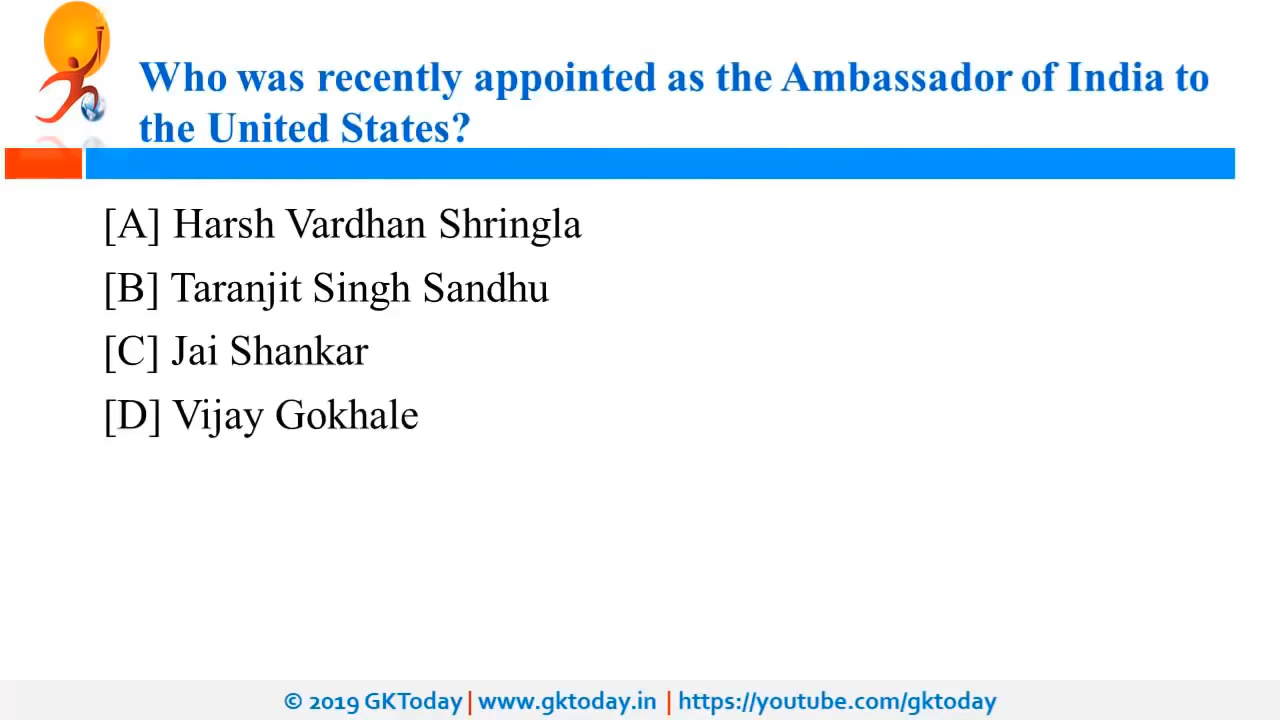 Who was recently appointed as the Ambassador of India to
the United States?
[A] Harsh Vardhan Shringla
[B] Taranjit Singh Sandhu
[C] Jai Shankar
[D] Vijay Gokhale
© 2019 GKToday | www.gktoday.in | https://youtube.com/gktoday